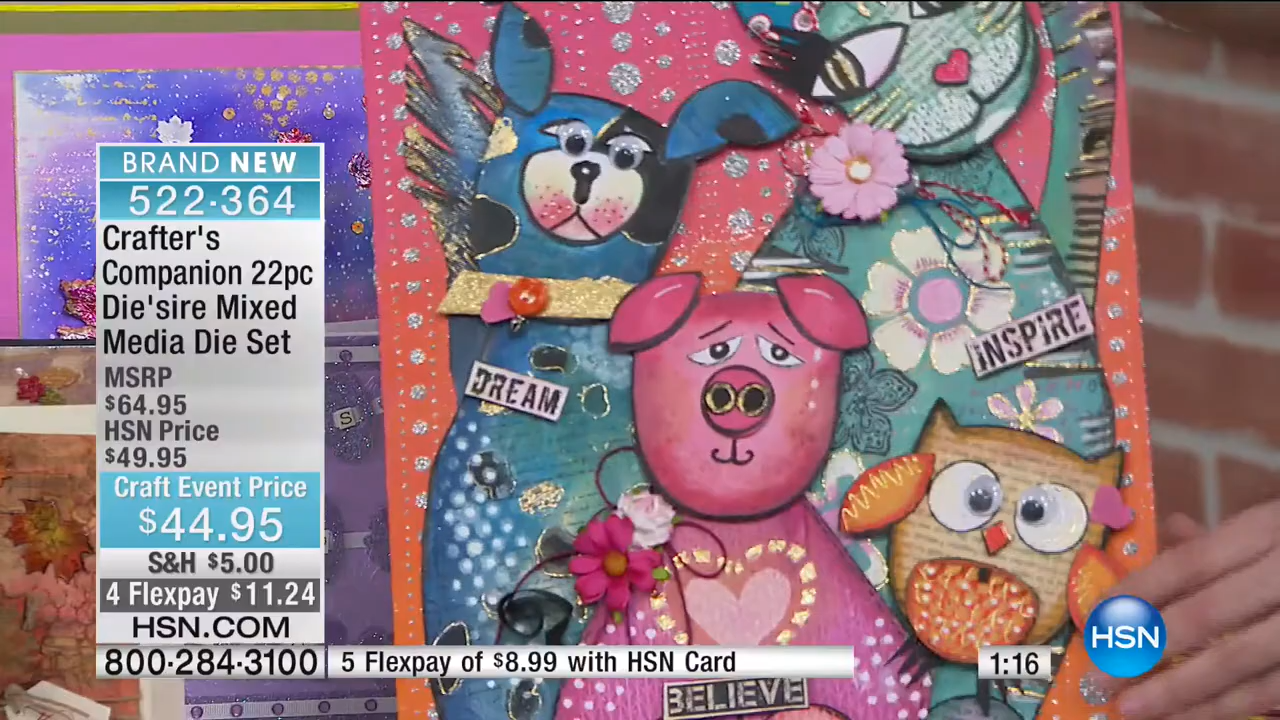 BRAND NEW
522-364
Crafter's
Companion 22pc
Die'sire Mixed
Media Die Set
MSRP
$64.95
HSN Price
$49.95
Craft Event Price
$44.95
S&H $5.00
4 Flexpay $11.24
HSN.COM
800-284-3100
5 Flexpay of $8.99 with HSN Card
1:16
HSN
DREAM
INSPIRE
BELIEVE
S